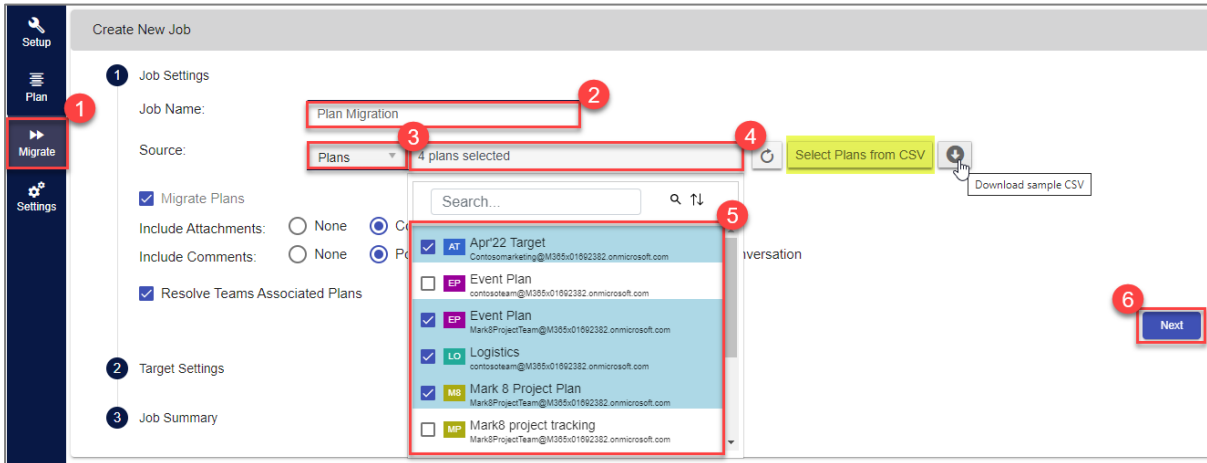 Setup
Plan
Migrate
Settings
Create New Job
1 Job Settings
1
Job Name:
Plan Migration
2
Source:
Plans
3
4 plans selected
4
Select Plans from CSV
Download sample CSV
Migrate Plans
Search...
5
Include Attachments: None
Include Comments: None
nversation
Resolve Teams Associated Plans
AT Apr'22 Target
Contosomarketing@M365x01692382.onmicrosoft.com
EP Event Plan
contosoteam@M365x01692382.onmicrosoft.com
EP Event Plan
Mark8ProjectTeam@M365x01692382.onmicrosoft.com
LO Logistics
contosoteam@M365x01692382.onmicrosoft.com
M8 Mark 8 Project Plan
Mark8ProjectTeam@M365x01692382.onmicrosoft.com
MP Mark8 project tracking
Mark8ProjectTeam@M365x01692382.onmicrosoft.com
6
Next
2 Target Settings
3 Job Summary